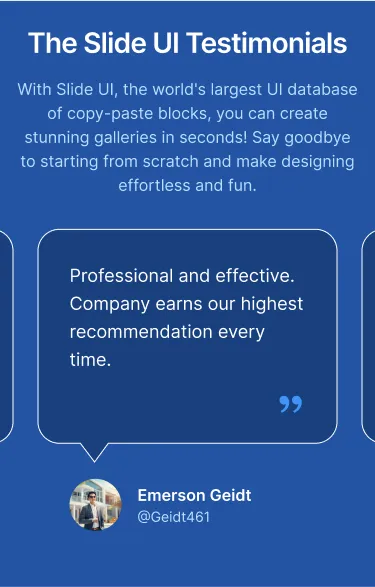 The Slide UI Testimonials
With Slide UI, the world's largest UI database
of copy-paste blocks, you can create
stunning galleries in seconds! Say goodbye
to starting from scratch and make designing
effortless and fun.
Professional and effective.
Company earns our highest
recommendation every
time.
”
Emerson Geidt
@Geidt461